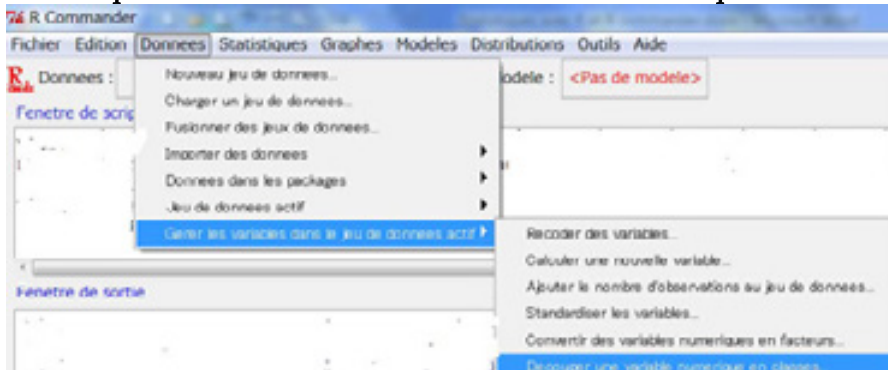 R Commander
Fichier Edition Donnees Statistiques Graphes Modeles Distributions Outils Aide
Donnees : odele : <Pas de modele>
Nouveau jeu de donnees...
Charger un jeu de donnees...
Fenetre de scrip
Fusionner des jeux de donnees...
Importer des donnees
Donnees dans les packages
Jeu de donnees actif
Gerer les variables dans le jeu de donnees actif
Recoder des variables...
Calculer une nouvelle variable...
Ajouter le nombre d'observations au jeu de donnees...
Fenetre de sortie
Standardiser les variables...
Convertir des variables numeriques en facteurs...
Decouper une variable numerique en classes...